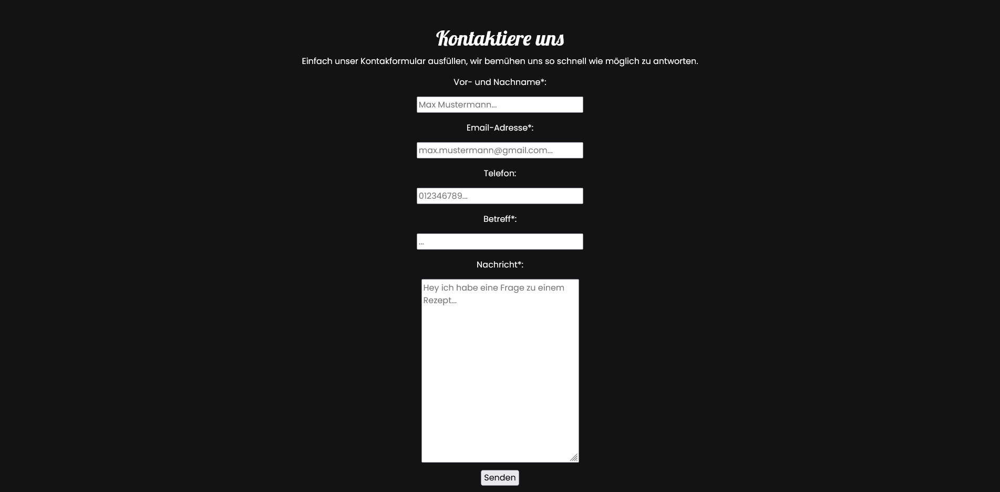 Kontaktiere uns
Einfach unser Kontakformular ausfüllen, wir bemühen uns so schnell wie möglich zu antworten.
Vor- und Nachname*:
Max Mustermann...
Email-Adresse*:
max.mustermann@gmail.com...
Telefon:
012346789...
Betreff*:
...
Nachricht*:
Hey ich habe eine Frage zu einem
Rezept...
Senden